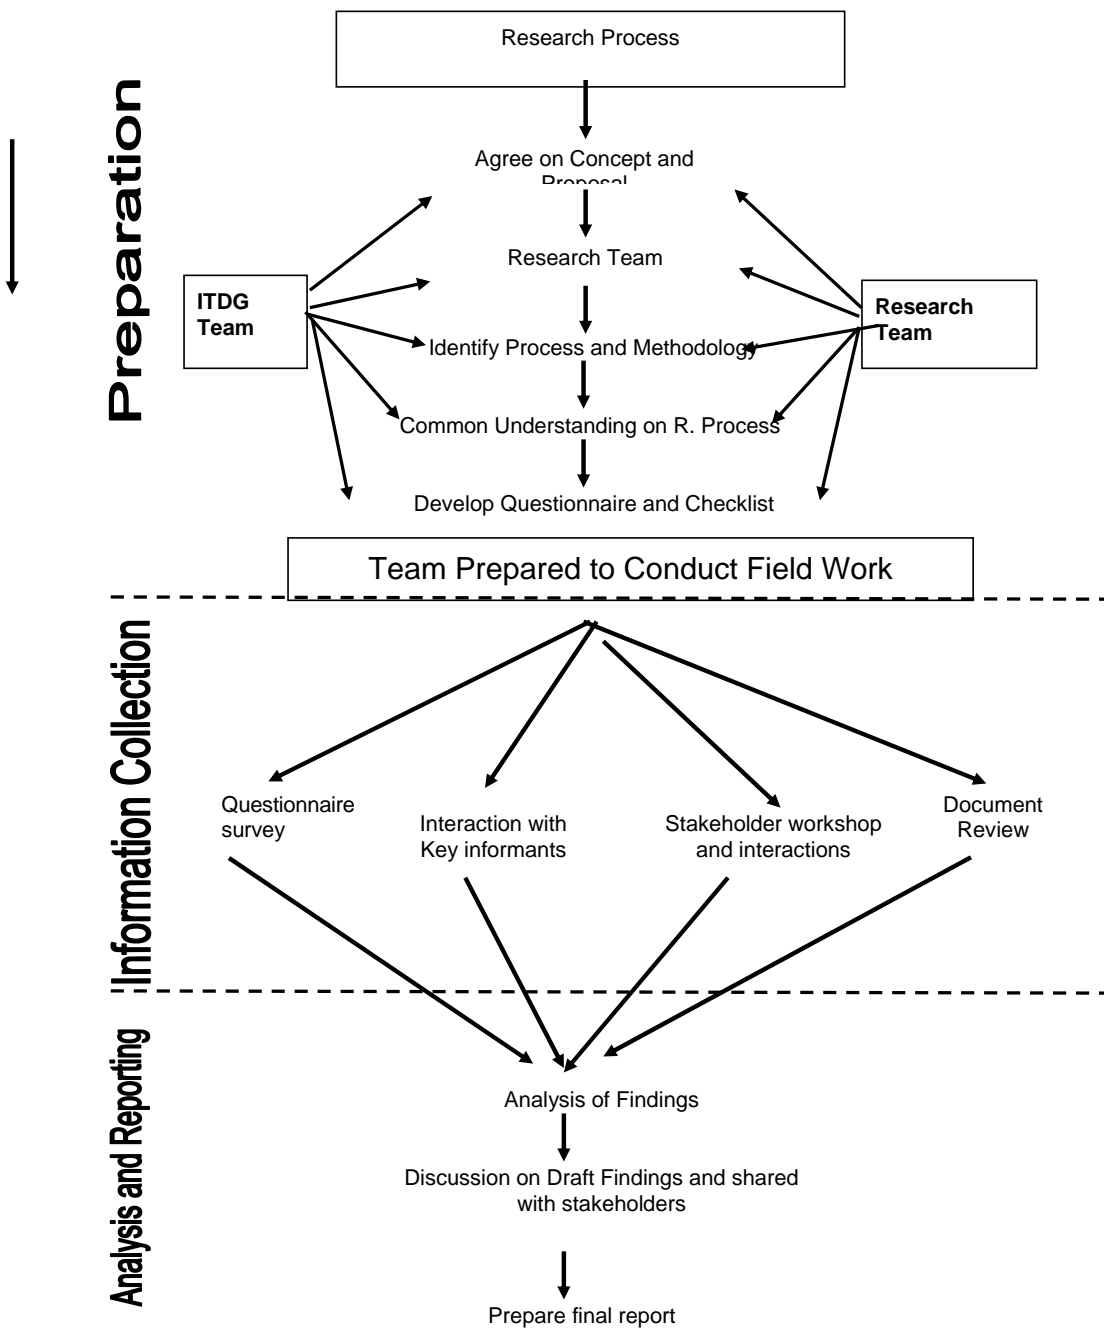 Research Process
Preparation
Agree on Concept and
Proposal
Research Team
ITDG
Team
Research
Team
Identify Process and Methodology
Common Understanding on R. Process
Develop Questionnaire and Checklist
Team Prepared to Conduct Field Work
Information Collection
Questionnaire
survey
Interaction with
Key informants
Stakeholder workshop
and interactions
Document
Review
Analysis and Reporting
Analysis of Findings
Discussion on Draft Findings and shared
with stakeholders
Prepare final report